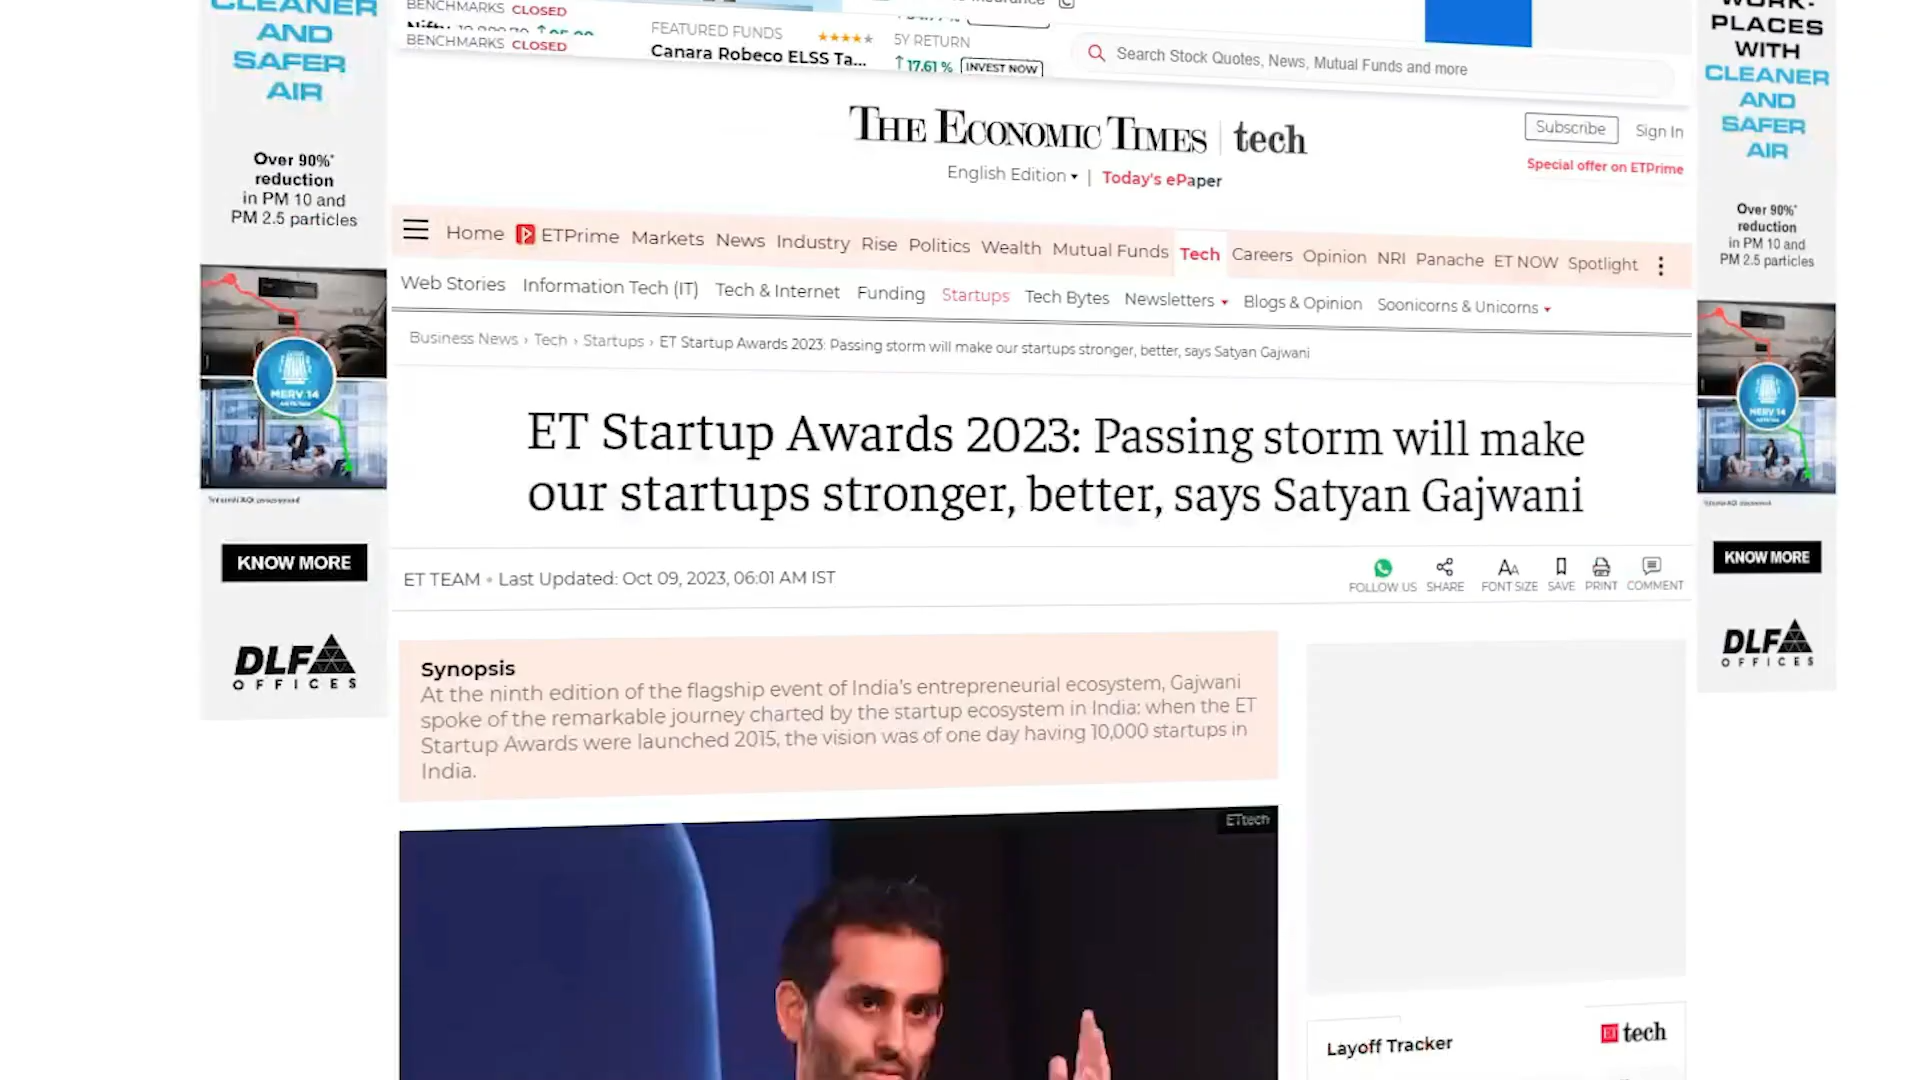 CLEANER
AND
SAFER
AIR
Over 90%*
reduction
in PM 10 and
PM 2.5 particles
MERV 14
KNOW MORE
DLF
OFFICES
BENCHMARKS CLOSED
Nifty
BENCHMARKS CLOSED
FEATURED FUNDS
Canara Robeco ELSS Ta...
5Y RETURN
17.61 % INVEST NOW
Search Stock Quotes, News, Mutual Funds and more
THE ECONOMIC TIMES | tech
English Edition | Today's ePaper
Subscribe Sign In
Special offer on ETPrime
Home ETPrime Markets News Industry Rise Politics Wealth Mutual Funds Tech Careers Opinion NRI Panache ET NOW Spotlight
Web Stories Information Tech (IT) Tech & Internet Funding Startups Tech Bytes Newsletters Blogs & Opinion Soonicorns & Unicorns
Business News › Tech › Startups › ET Startup Awards 2023: Passing storm will make our startups stronger, better, says Satyan Gajwani
ET Startup Awards 2023: Passing storm will make
our startups stronger, better, says Satyan Gajwani
ET TEAM • Last Updated: Oct 09, 2023, 06:01 AM IST
FOLLOW US SHARE FONT SIZE SAVE PRINT COMMENT
Synopsis
At the ninth edition of the flagship event of India's entrepreneurial ecosystem, Gajwani
spoke of the remarkable journey charted by the startup ecosystem in India: when the ET
Startup Awards were launched 2015, the vision was of one day having 10,000 startups in
India.
ETtech
Layoff Tracker
ET tech
WORK-
PLACES
WITH
CLEANER
AND
SAFER
AIR
Over 90%*
reduction
in PM 10 and
PM 2.5 particles
MERV 14
KNOW MORE
DLF
OFFICES